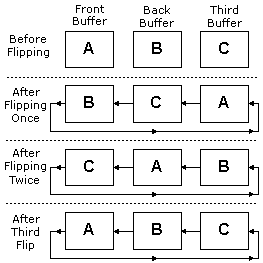 Front Back Third
Buffer Buffer Buffer
Before
Flipping
A B C
After
Flipping
Once
B C A
After
Flipping
Twice
C A B
After
Third
Flip
A B C